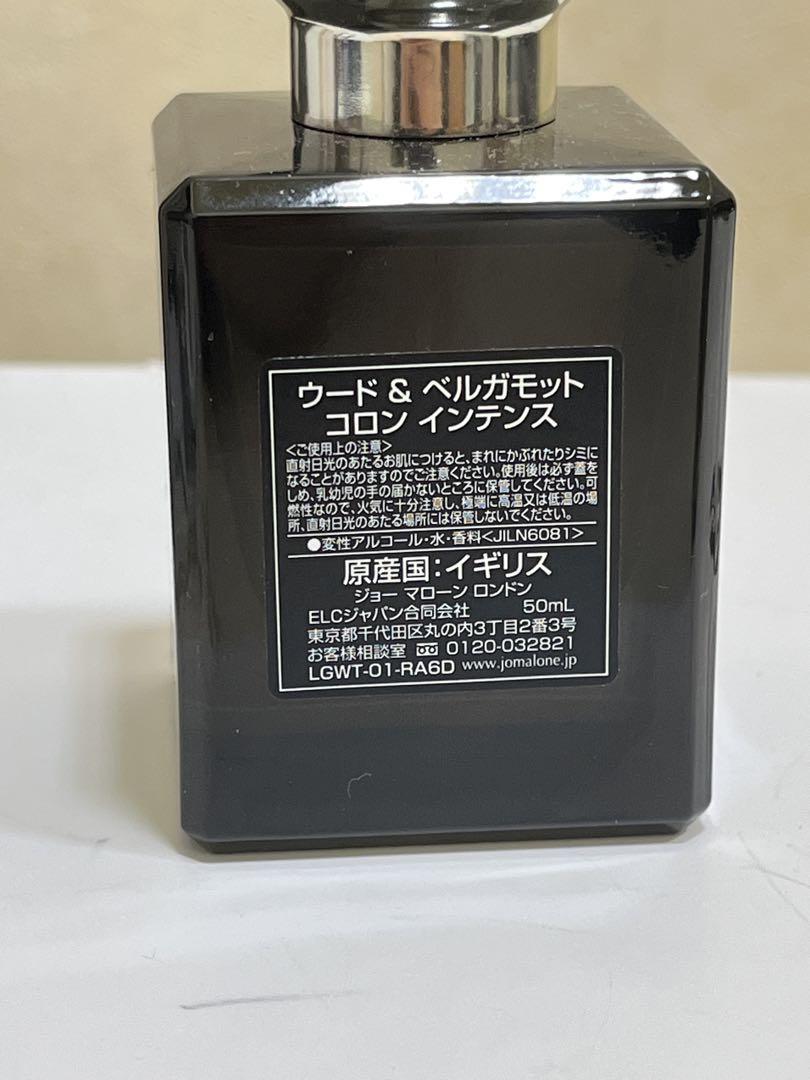 ウード & ベルガモット
コロン インテンス
<ご使用上の注意>
直射日光のあたるお肌につけると、まれにかぶれたりシミに
なることがありますのでご注意ください。使用後は必ず蓋を
しめ、乳幼児の手の届かないところに保管してください。可
燃性なので、火気に十分注意し、極端に高温又は低温の場
所、直射日光のあたる場所には保管しないでください。
●変性アルコール・水・香料<JILN6081>
原産国:イギリス
ジョー マローン ロンドン
ELCジャパン合同会社 50mL
東京都千代田区丸の内3丁目2番3号
お客様相談室 0120-032821
LGWT-01-RA6D www.jomalone.jp